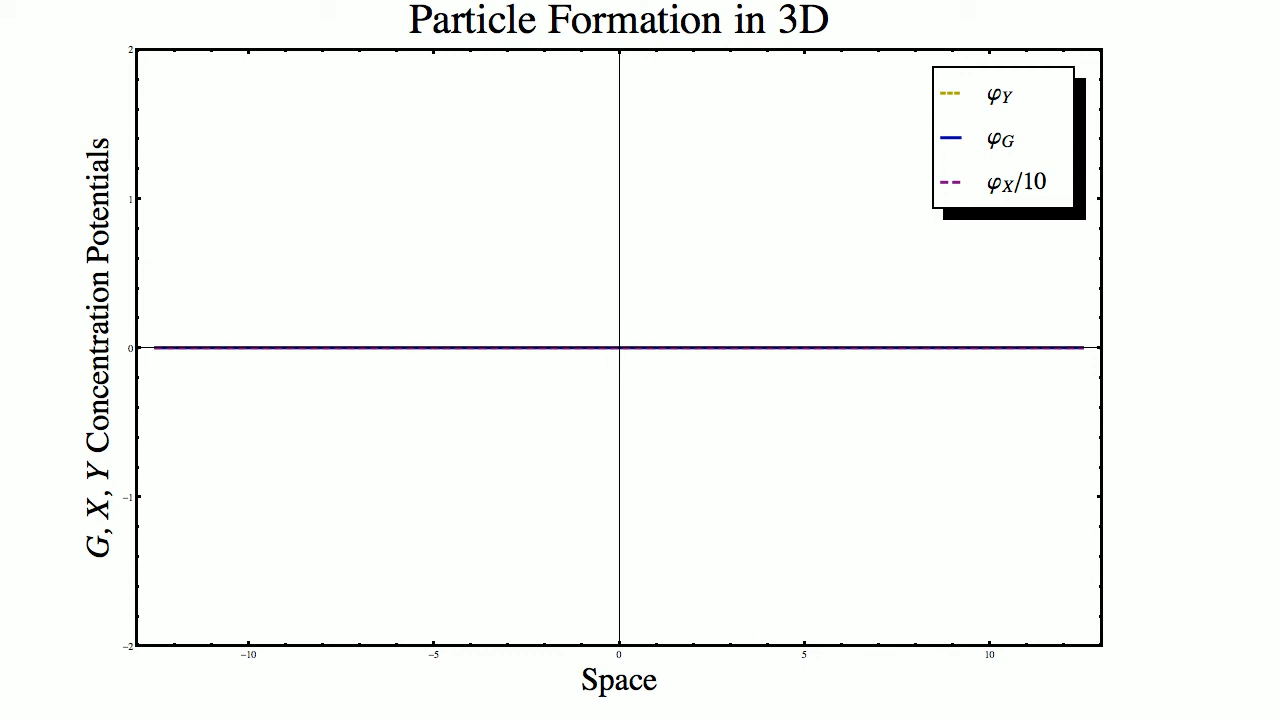 Particle Formation in 3D
G, X, Y Concentration Potentials
2
1
0
−1
−2
φY
φG
φX/10
−10
−5
0
5
10
Space